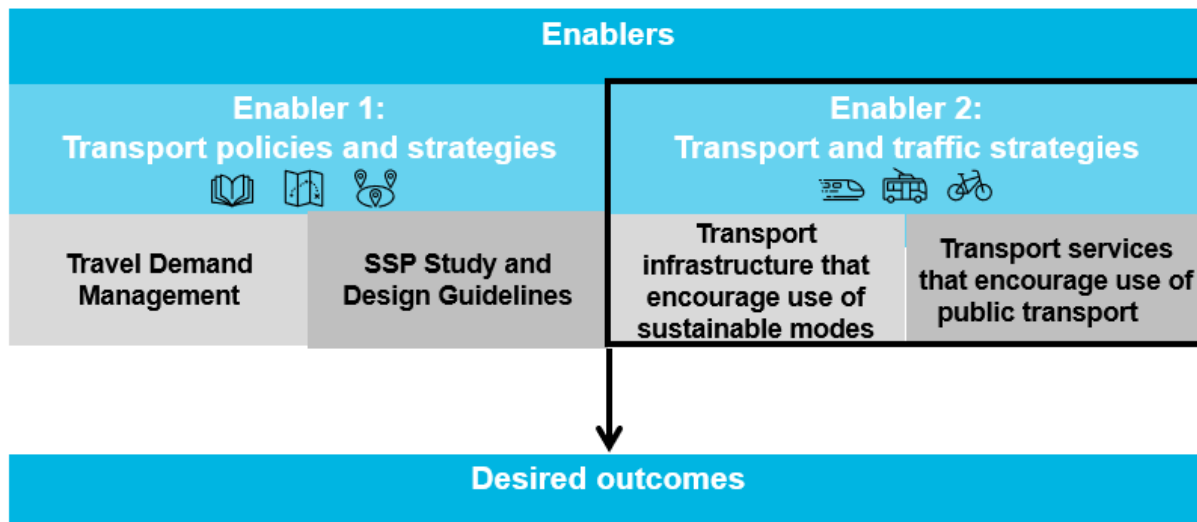 Enablers
Enabler 1:
Transport policies and strategies
Enabler 2:
Transport and traffic strategies
Travel Demand
Management
SSP Study and
Design Guidelines
Transport
infrastructure that
encourage use of
sustainable modes
Transport services
that encourage use of
public transport
Desired outcomes